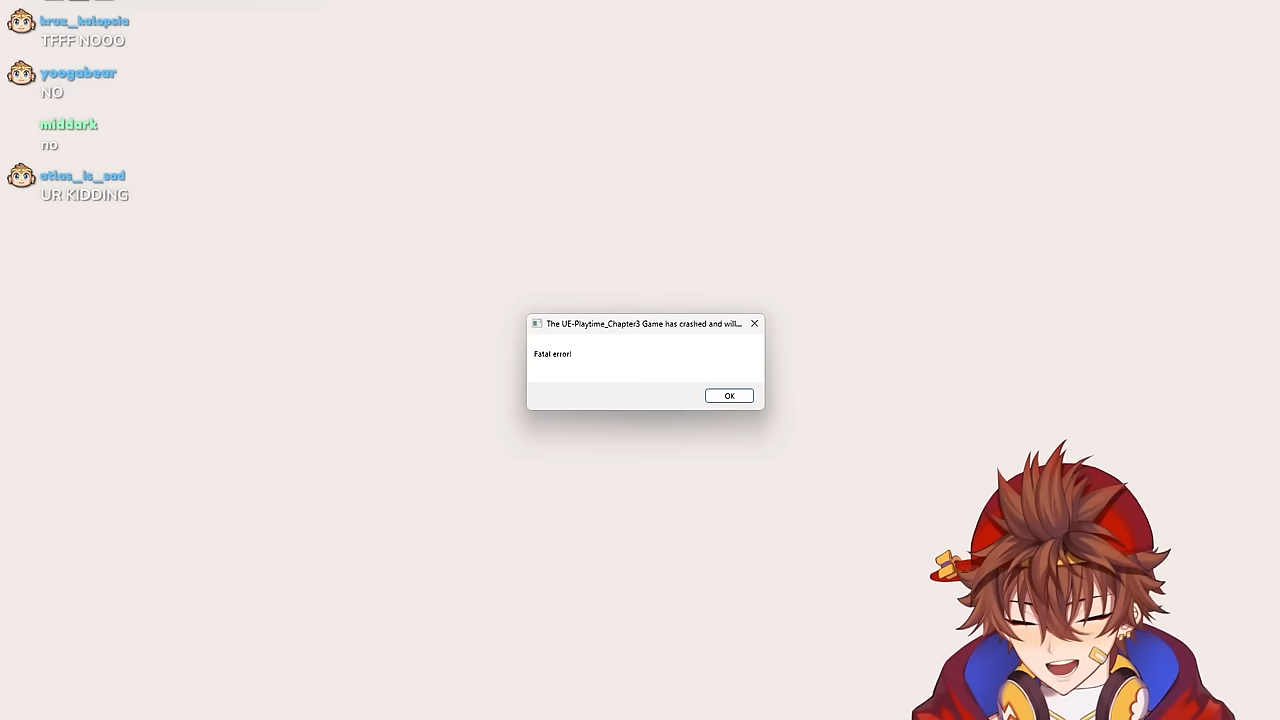 kraz_kalopsia
TFFF NOOO
yoogabear
NO
middark
no
atlas_is_sad
UR KIDDING
The UE-Playtime_Chapter3 Game has crashed and will...
Fatal error!
OK